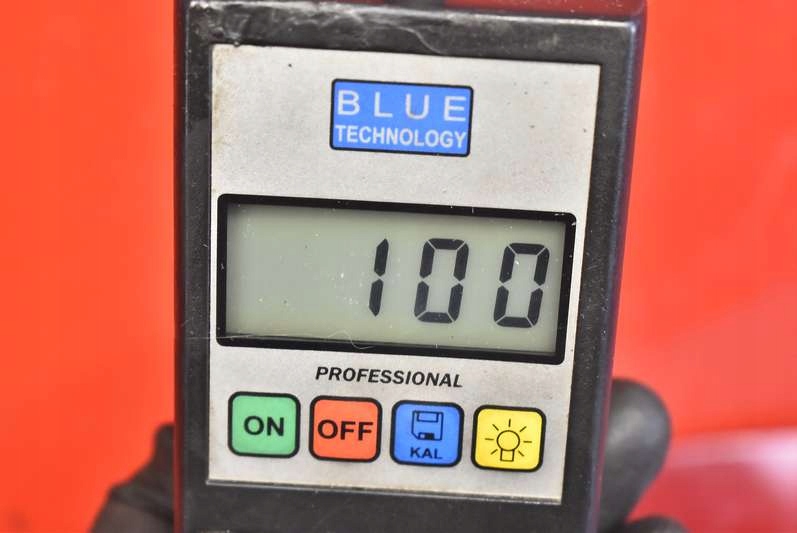 BLUE
TECHNOLOGY
100
PROFESSIONAL
ON OFF KAL